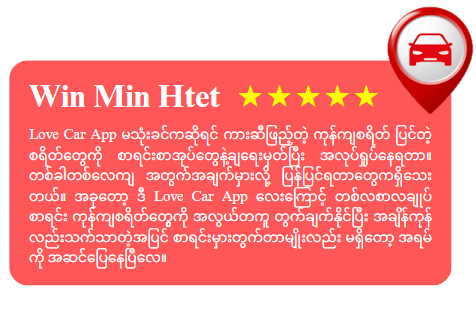 Win Min Htet ★★★★★
Love Car App မသုံးခင်ကဆိုရင် ကားဆီဖြည့်တဲ့ ကုန်ကျစရိတ် ပြင်တဲ့
စရိတ်တွေကို စာရင်းစာအုပ်တွေနဲ့ချရေးမှတ်ပြီး အလုပ်ရှုပ်နေရတာ။
တစ်ခါတစ်လေကျ အတွက်အချက်မှားလို့ ပြန်ပြင်ရတာတွေကရှိသေး
တယ်။ အခုတော့ ဒီ Love Car App လေးကြောင့် တစ်လစာလချုပ်
စာရင်း ကုန်ကျစရိတ်တွေကို အလွယ်တကူ တွက်ချက်နိုင်ပြီး အချိန်ကုန်
လည်းသက်သာတဲ့အပြင် စာရင်းမှားတွက်တာမျိုးလည်း မရှိတော့ အရမ်
ကို အဆင်ပြေနေပြီလေ။